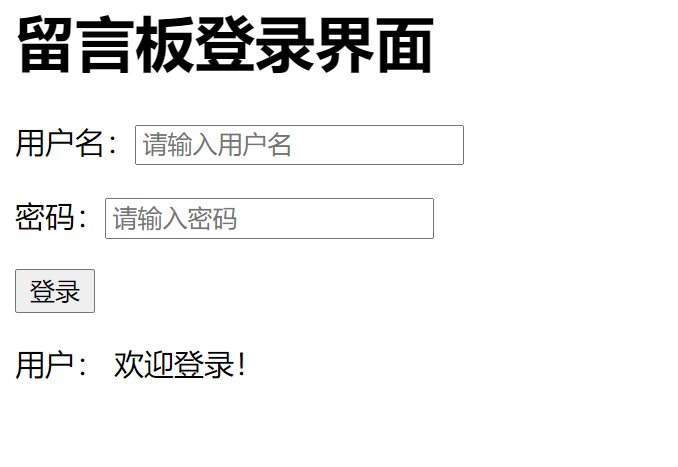 留言板登录界面
用户名：请输入用户名
密码：请输入密码
登录
用户： 欢迎登录！